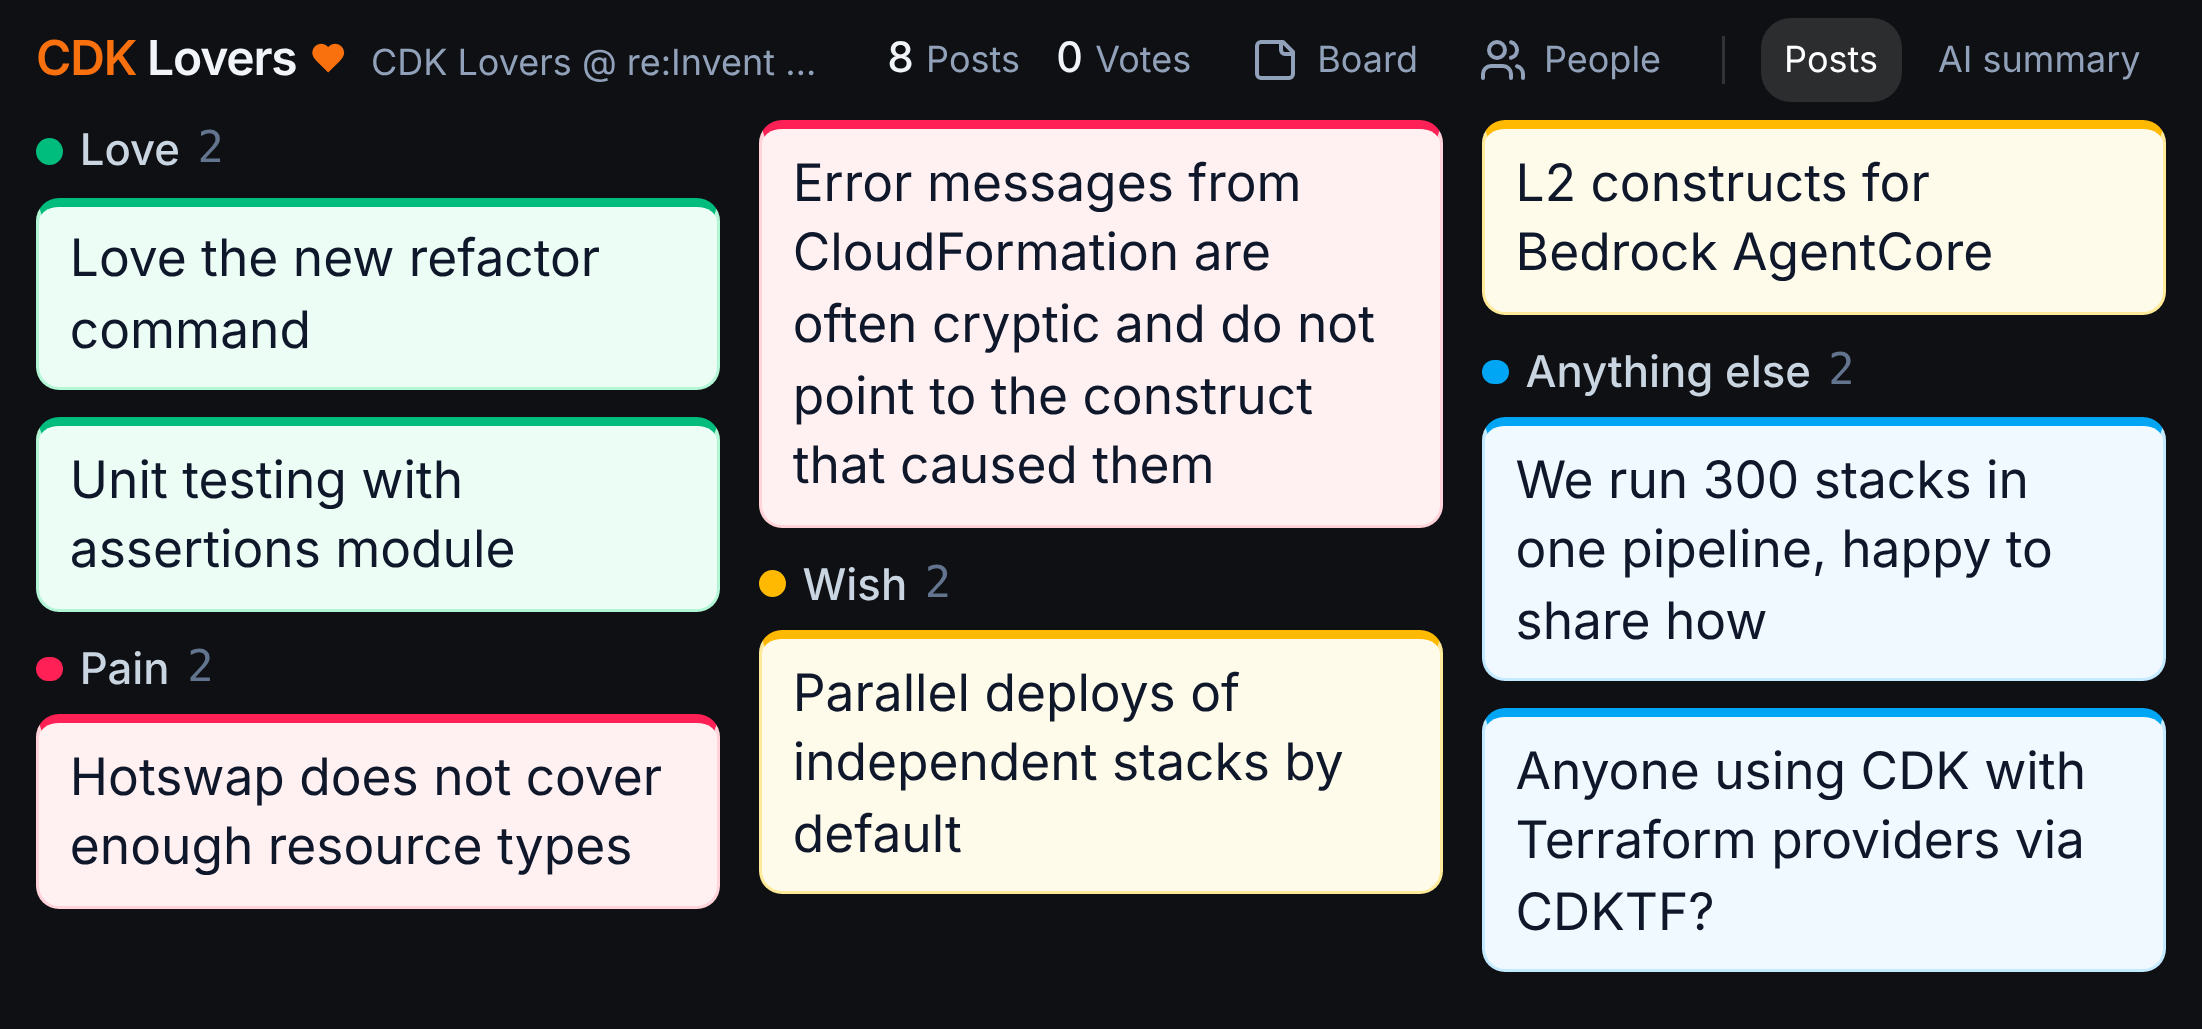 CDK Lovers CDK Lovers @ re:Invent ... 8 Posts 0 Votes Board People Posts AI summary
Love 2
Love the new refactor
command
Unit testing with
assertions module
Pain 2
Hotswap does not cover
enough resource types
Error messages from
CloudFormation are
often cryptic and do not
point to the construct
that caused them
Wish 2
Parallel deploys of
independent stacks by
default
L2 constructs for
Bedrock AgentCore
Anything else 2
We run 300 stacks in
one pipeline, happy to
share how
Anyone using CDK with
Terraform providers via
CDKTF?